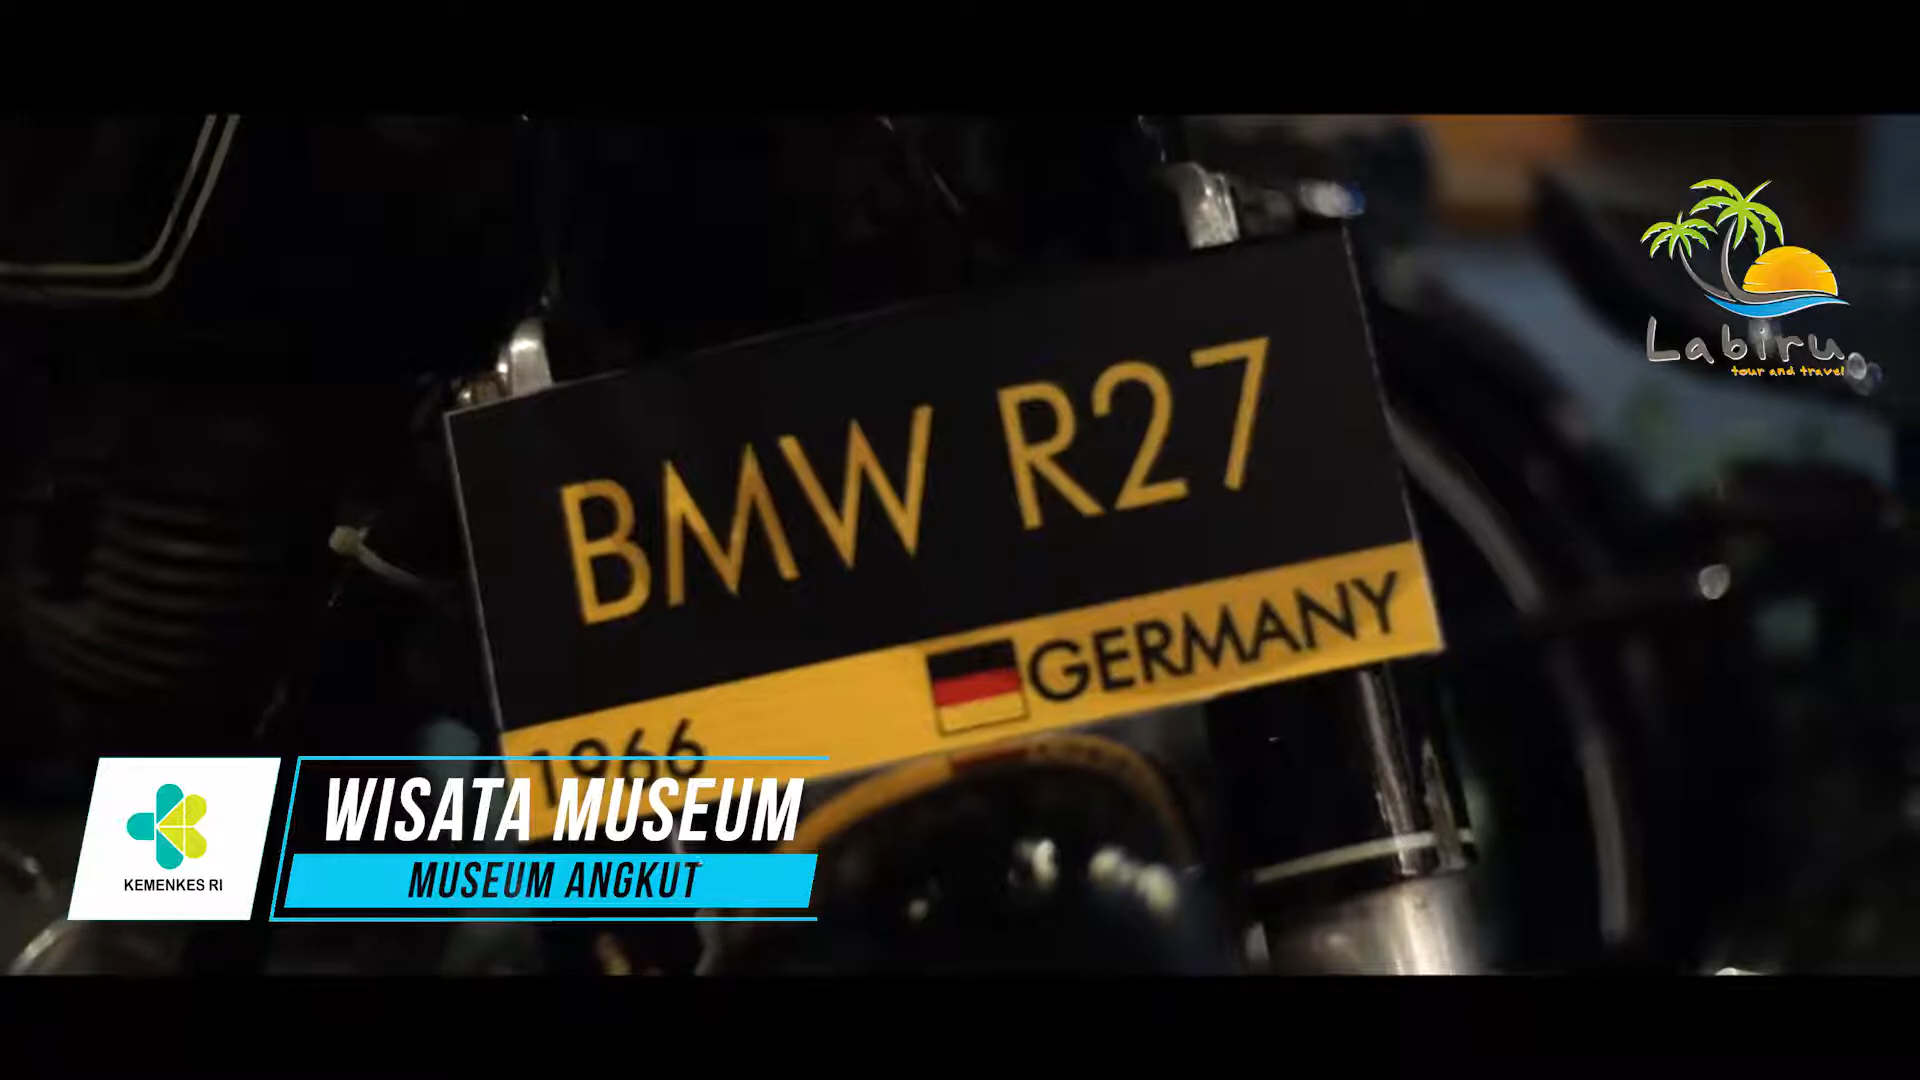 Labiru
tour and travel
BMW R27
GERMANY
1966
WISATA MUSEUM
MUSEUM ANGKUT
KEMENKES RI